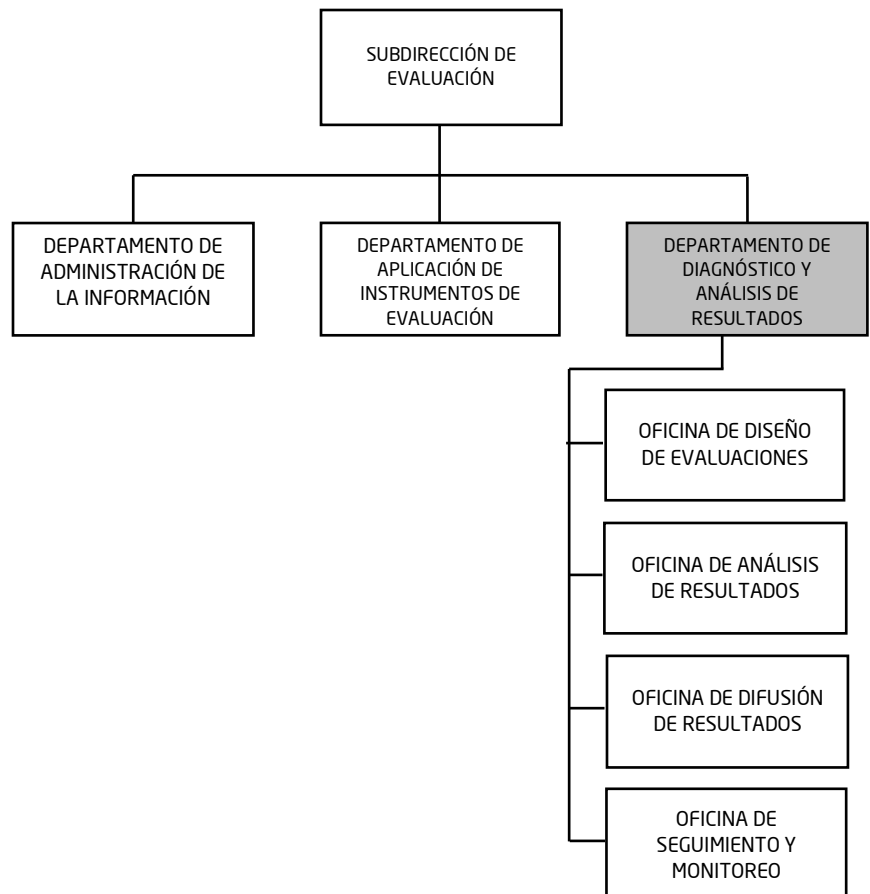 SUBDIRECCIÓN DE
EVALUACIÓN
DEPARTAMENTO DE
ADMINISTRACIÓN DE
LA INFORMACIÓN
DEPARTAMENTO DE
APLICACIÓN DE
INSTRUMENTOS DE
EVALUACIÓN
DEPARTAMENTO DE
DIAGNÓSTICO Y
ANÁLISIS DE
RESULTADOS
OFICINA DE DISEÑO
DE EVALUACIONES
OFICINA DE ANÁLISIS
DE RESULTADOS
OFICINA DE DIFUSIÓN
DE RESULTADOS
OFICINA DE
SEGUIMIENTO Y
MONITOREO